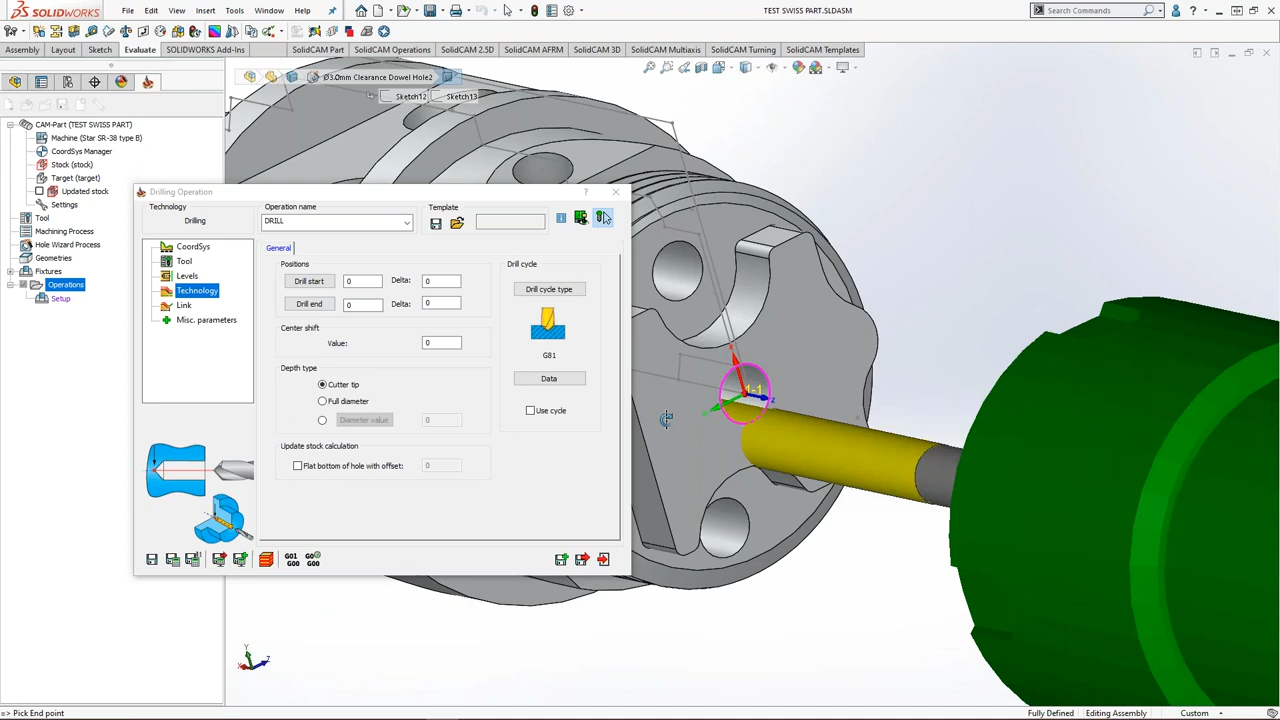 SOLIDWORKS
File Edit View Insert Tools Window Help
TEST SWISS PART.SLDASM
Search Commands
Assembly Layout Sketch Evaluate SOLIDWORKS Add-Ins SolidCAM Part SolidCAM Operations SolidCAM 2.5D SolidCAM AFRM SolidCAM 3D SolidCAM Multiaxis SolidCAM Turning SolidCAM Templates
Ø3.0mm Clearance Dowel Hole2
Sketch12 Sketch13
CAM-Part (TEST SWISS PART)
Machine (Star SR-38 type B)
CoordSys Manager
Stock (stock)
Target (target)
Updated stock
Settings
Tool
Machining Process
Hole Wizard Process
Geometries
Fixtures
Operations
Setup
Drilling Operation
Technology
Drilling
Operation name
DRILL
Template
CoordSys
Tool
Levels
Technology
Link
Misc. parameters
General
Positions
Drill start 0 Delta: 0
Drill end 0 Delta: 0
Center shift
Value: 0
Depth type
Cutter tip
Full diameter
Diameter value 0
Update stock calculation
Flat bottom of hole with offset: 0
Drill cycle
Drill cycle type
G81
Data
Use cycle
G01
G00
G0
G00
1-1
x
z
Y
X Z
=> Pick End point
Fully Defined Editing Assembly Custom